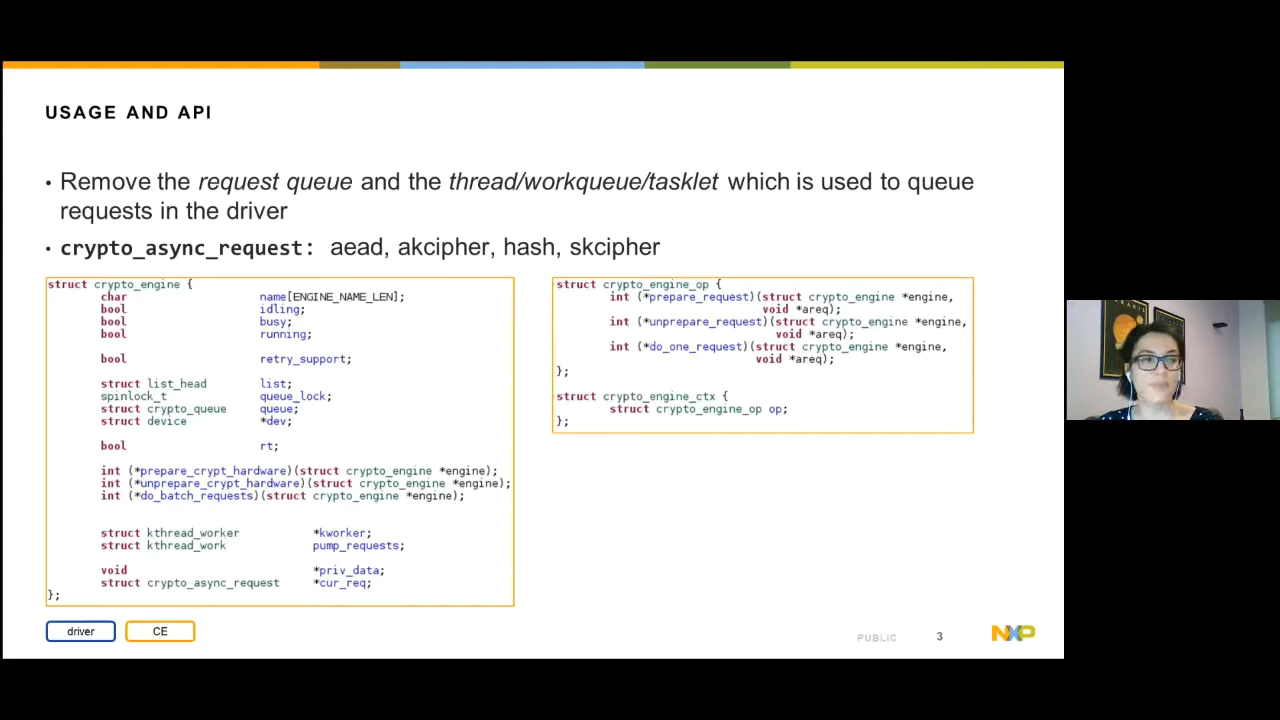 USAGE AND API
• Remove the request queue and the thread/workqueue/tasklet which is used to queue
requests in the driver
• crypto_async_request: aead, akcipher, hash, skcipher
struct crypto_engine {
char name[ENGINE_NAME_LEN];
bool idling;
bool busy;
bool running;
bool retry_support;
struct list_head list;
spinlock_t queue_lock;
struct crypto_queue queue;
struct device *dev;
bool rt;
int (*prepare_crypt_hardware)(struct crypto_engine *engine);
int (*unprepare_crypt_hardware)(struct crypto_engine *engine);
int (*do_batch_requests)(struct crypto_engine *engine);
struct kthread_worker *kworker;
struct kthread_work pump_requests;
void *priv_data;
struct crypto_async_request *cur_req;
};
struct crypto_engine_op {
int (*prepare_request)(struct crypto_engine *engine,
void *areq);
int (*unprepare_request)(struct crypto_engine *engine,
void *areq);
int (*do_one_request)(struct crypto_engine *engine,
void *areq);
};
struct crypto_engine_ctx {
struct crypto_engine_op op;
};
driver
CE
PUBLIC
3
NXP